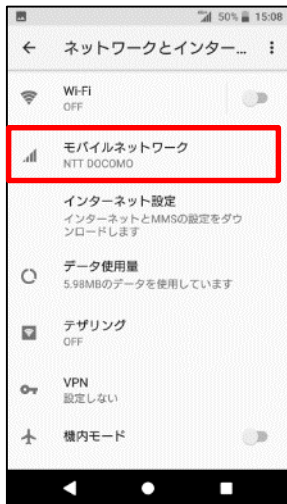 50% 15:08
ネットワークとインター...
Wi-Fi
OFF
モバイルネットワーク
NTT DOCOMO
インターネット設定
インターネットとMMSの設定をダウ
ンロードします
データ使用量
5.98MBのデータを使用しています
テザリング
OFF
VPN
設定しない
機内モード